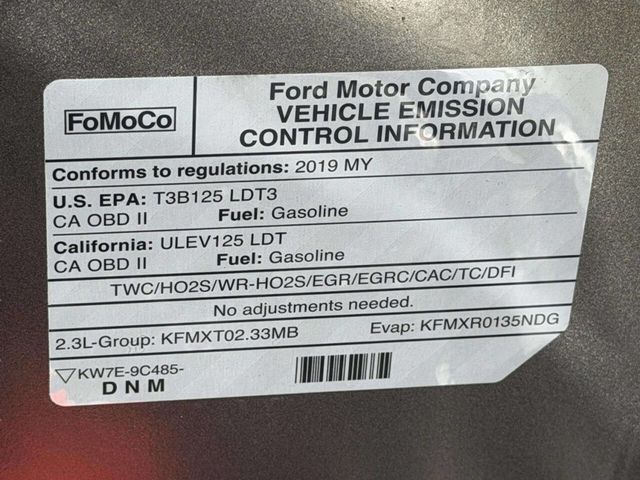 FoMoCo
Ford Motor Company
VEHICLE EMISSION
CONTROL INFORMATION
Conforms to regulations: 2019 MY
U.S. EPA: T3B125 LDT3
CA OBD II Fuel: Gasoline
California: ULEV125 LDT
CA OBD II Fuel: Gasoline
TWC/HO2S/WR-HO2S/EGR/EGRC/CAC/TC/DFI
No adjustments needed.
2.3L-Group: KFMXT02.33MB Evap: KFMXR0135NDG
KW7E-9C485-
D N M